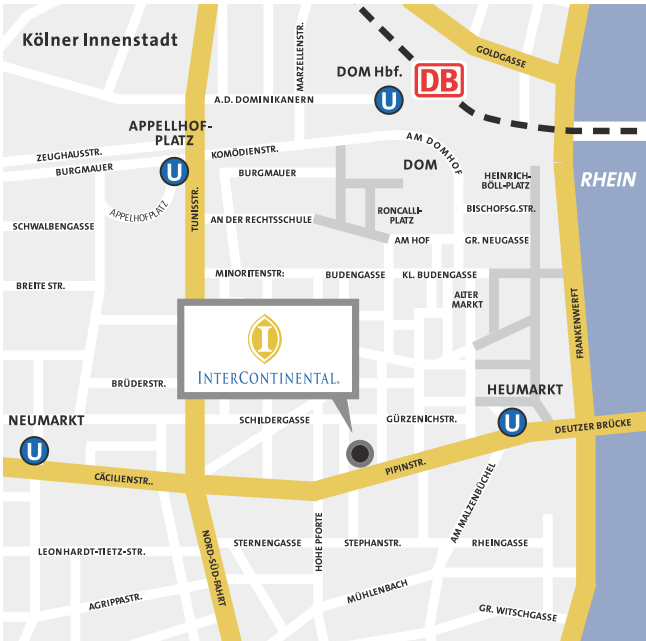 Kölner Innenstadt
MARZELLENSTR.
GOLDGASSE
DOM Hbf.
DB
U
A.D. DOMINIKANERN
APPELLHOF-
PLATZ
U
ZEUGHAUSSTR.
BURGMAUER
KOMÖDIENSTR.
BURGMAUER
AM DOMHOF
DOM
HEINRICH-
BÖLL-PLATZ
RHEIN
TUNISSTR.
APPELHOFPLATZ
SCHWALBENGASSE
AN DER RECHTSSCHULE
RONCALLI-
PLATZ
BISCHOFSG.STR.
AM HOF
GR. NEUGASSE
BREITE STR.
MINORITENSTR:
BUDENGASSE
KL. BUDENGASSE
ALTER
MARKT
FRANKENWERFT
I
INTERCONTINENTAL.
BRÜDERSTR.
HEUMARKT
U
NEUMARKT
U
SCHILDERGASSE
GÜRZENICHSTR.
DEUTZER BRÜCKE
CÄCILIENSTR..
PIPINSTR.
AM MALZENBÜCHEL
NORD-SÜD-FAHRT
HOHE PFORTE
LEONHARDT-TIETZ-STR.
STERNENGASSE
STEPHANSTR.
RHEINGASSE
AGRIPPASTR.
MÜHLENBACH
GR. WITSCHGASSE